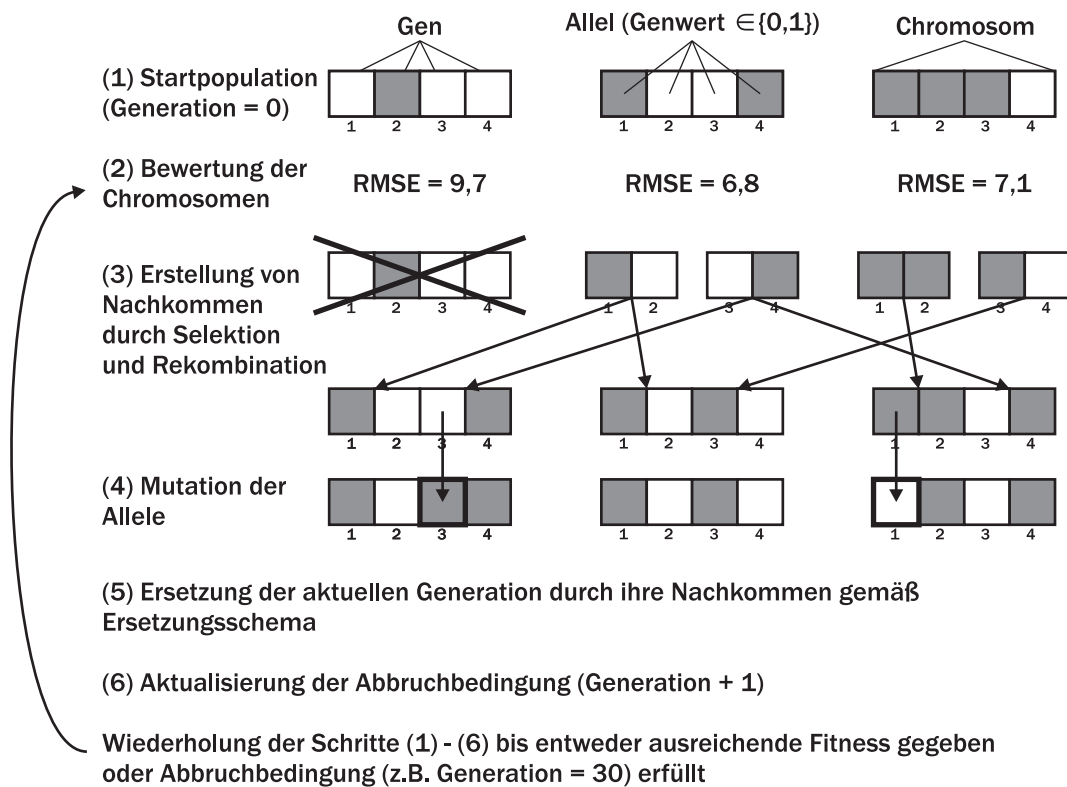 Gen
Allel (Genwert ∈{0,1})
Chromosom
(1) Startpopulation
(Generation = 0)
1 2 3 4
1 2 3 4
1 2 3 4
(2) Bewertung der
Chromosomen
RMSE = 9,7
RMSE = 6,8
RMSE = 7,1
(3) Erstellung von
Nachkommen
durch Selektion
und Rekombination
1 2 3 4
1 2
3 4
1 2
3 4
1 2 3 4
1 2 3 4
1 2 3 4
(4) Mutation der
Allele
1 2 3 4
1 2 3 4
1 2 3 4
(5) Ersetzung der aktuellen Generation durch ihre Nachkommen gemäß
Ersetzungsschema
(6) Aktualisierung der Abbruchbedingung (Generation + 1)
Wiederholung der Schritte (1) - (6) bis entweder ausreichende Fitness gegeben
oder Abbruchbedingung (z.B. Generation = 30) erfüllt